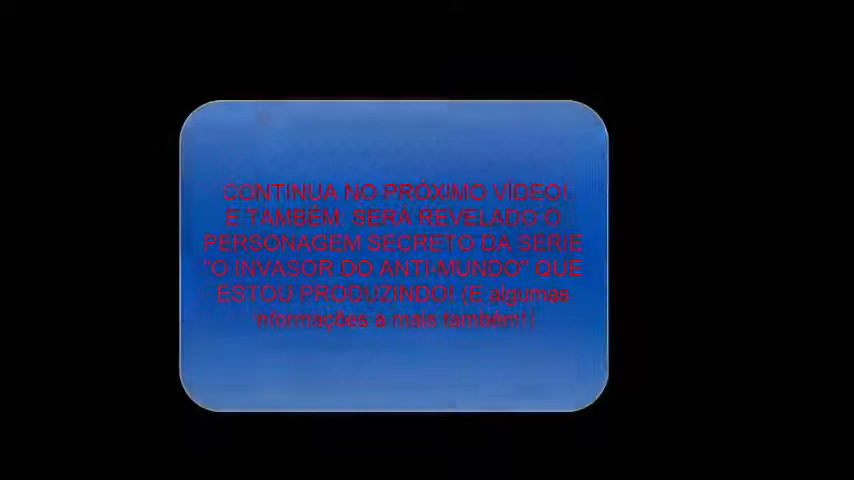 CONTINUA NO PRÓXIMO VÍDEO!
E TAMBÉM, SERÁ REVELADO O
PERSONAGEM SECRETO DA SÉRIE
"O INVASOR DO ANTI-MUNDO" QUE
ESTOU PRODUZINDO! (E algumas
informações a mais também!)